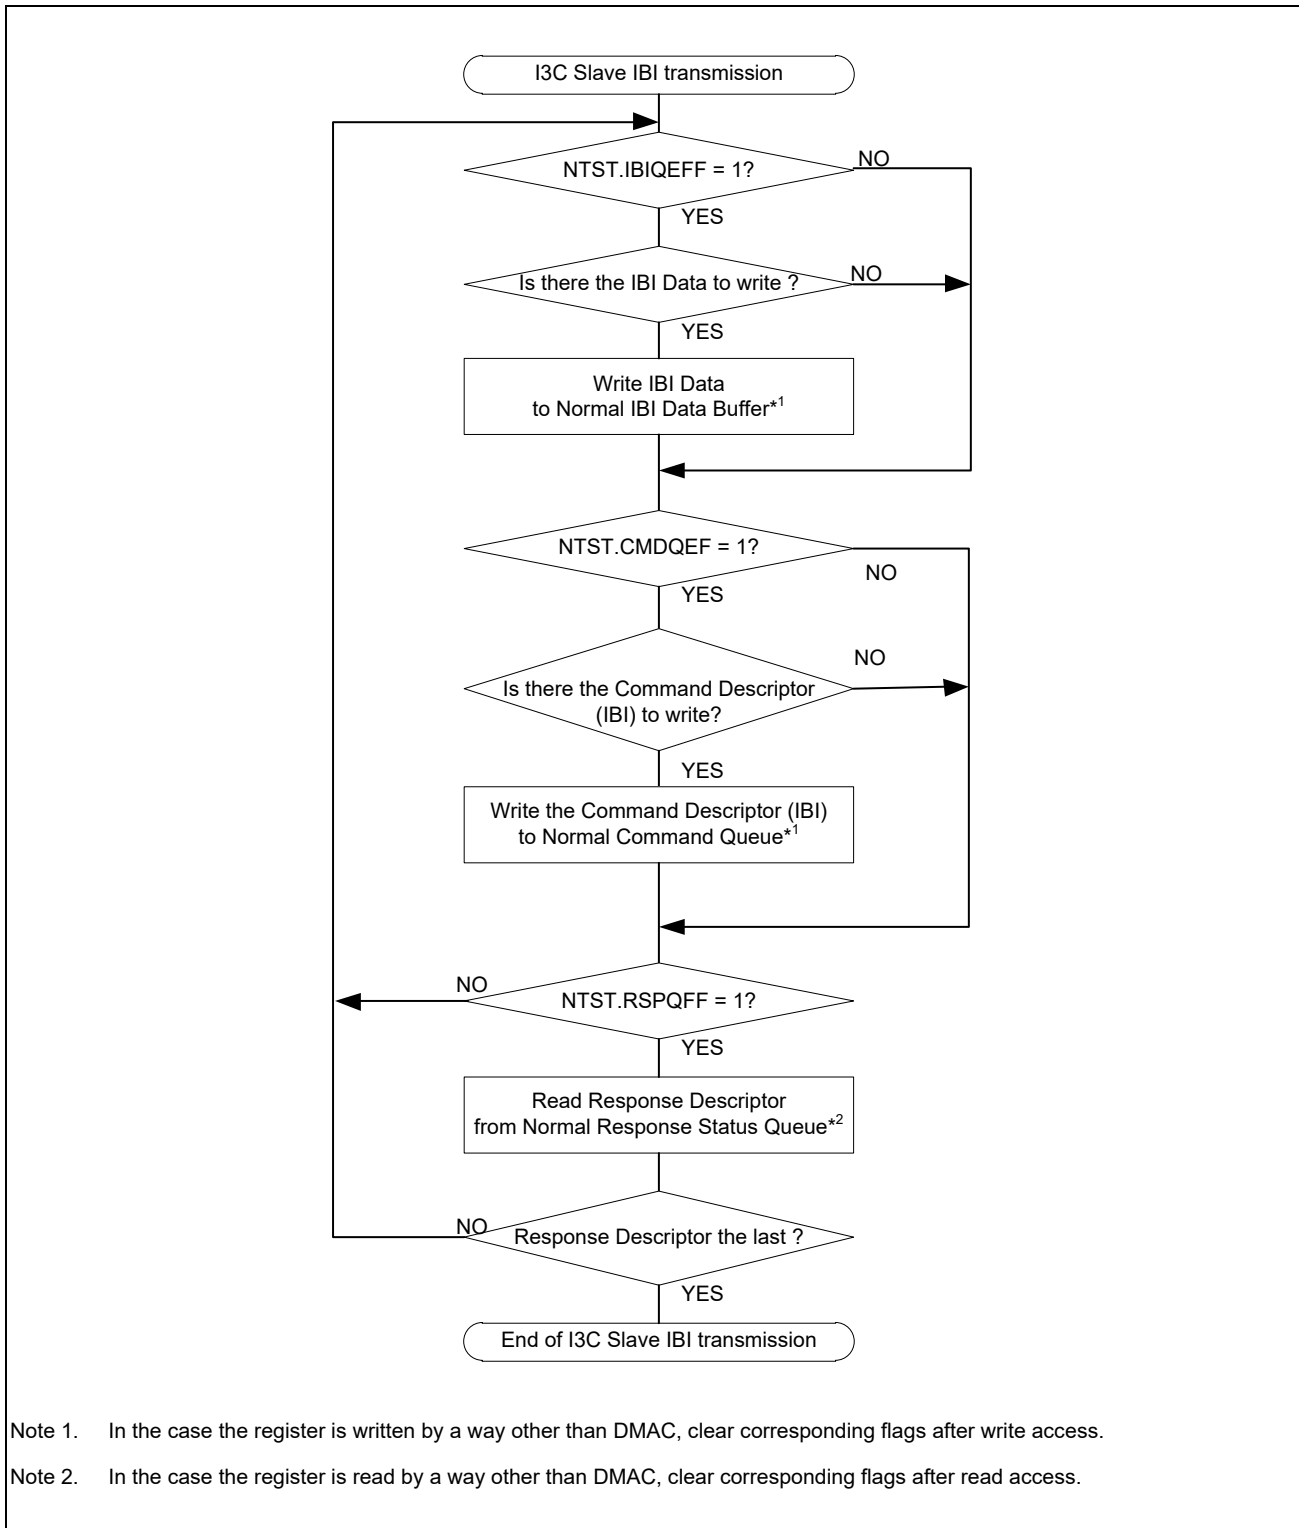 I3C Slave IBI transmission
NTST.IBIQEFF = 1?
NO
YES
Is there the IBI Data to write ?
NO
YES
Write IBI Data
to Normal IBI Data Buffer*1
NTST.CMDQEF = 1?
NO
YES
NO
Is there the Command Descriptor
(IBI) to write?
YES
Write the Command Descriptor (IBI)
to Normal Command Queue*1
NO
NTST.RSPQFF = 1?
YES
Read Response Descriptor
from Normal Response Status Queue*2
NO
Response Descriptor the last ?
YES
End of I3C Slave IBI transmission
Note 1. In the case the register is written by a way other than DMAC, clear corresponding flags after write access.
Note 2. In the case the register is read by a way other than DMAC, clear corresponding flags after read access.